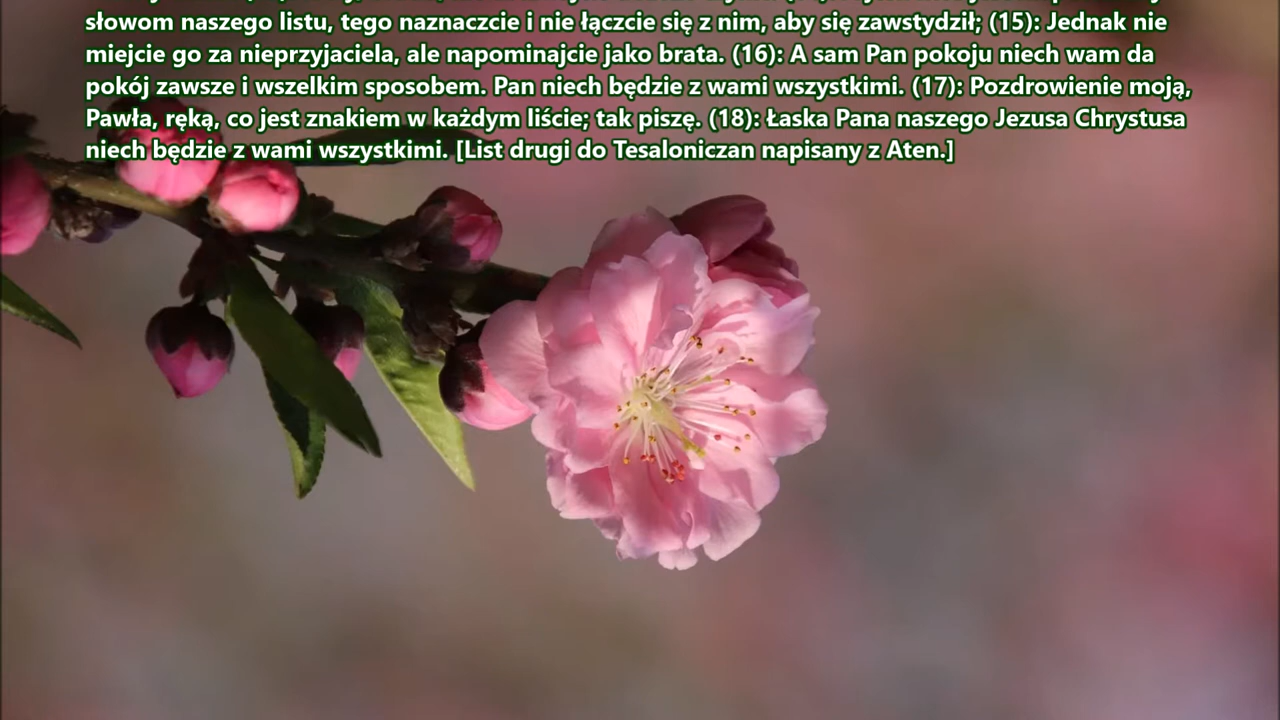 słowom naszego listu, tego naznaczcie i nie łączcie się z nim, aby się zawstydził; (15): Jednak nie
miejcie go za nieprzyjaciela, ale napominajcie jako brata. (16): A sam Pan pokoju niech wam da
pokój zawsze i wszelkim sposobem. Pan niech będzie z wami wszystkimi. (17): Pozdrowienie moją,
Pawła, ręką, co jest znakiem w każdym liście; tak piszę. (18): Łaska Pana naszego Jezusa Chrystusa
niech będzie z wami wszystkimi. [List drugi do Tesaloniczan napisany z Aten.]